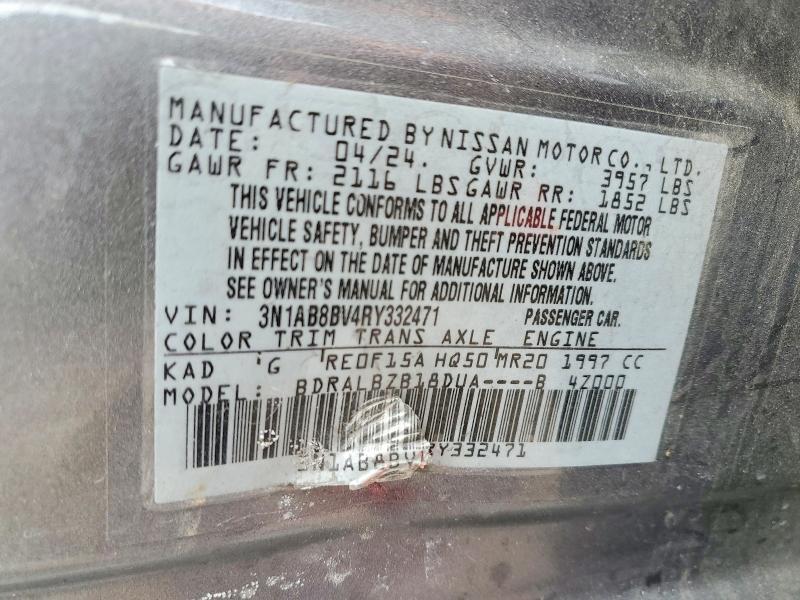 MANUFACTURED BY NISSAN MOTOR CO., LTD.
DATE: 04/24. GVWR: 3957 LBS
GAWR FR: 2116 LBS GAWR RR: 1852 LBS
THIS VEHICLE CONFORMS TO ALL APPLICABLE FEDERAL MOTOR
VEHICLE SAFETY, BUMPER AND THEFT PREVENTION STANDARDS
IN EFFECT ON THE DATE OF MANUFACTURE SHOWN ABOVE.
SEE OWNER'S MANUAL FOR ADDITIONAL INFORMATION.
VIN: 3N1AB8BV4RY332471 PASSENGER CAR.
COLOR TRIM TRANS AXLE ENGINE
KAD G RE0F15A HQ50 MR20 1997 CC
MODEL: BDRALBZB18DUA----B 4Z000